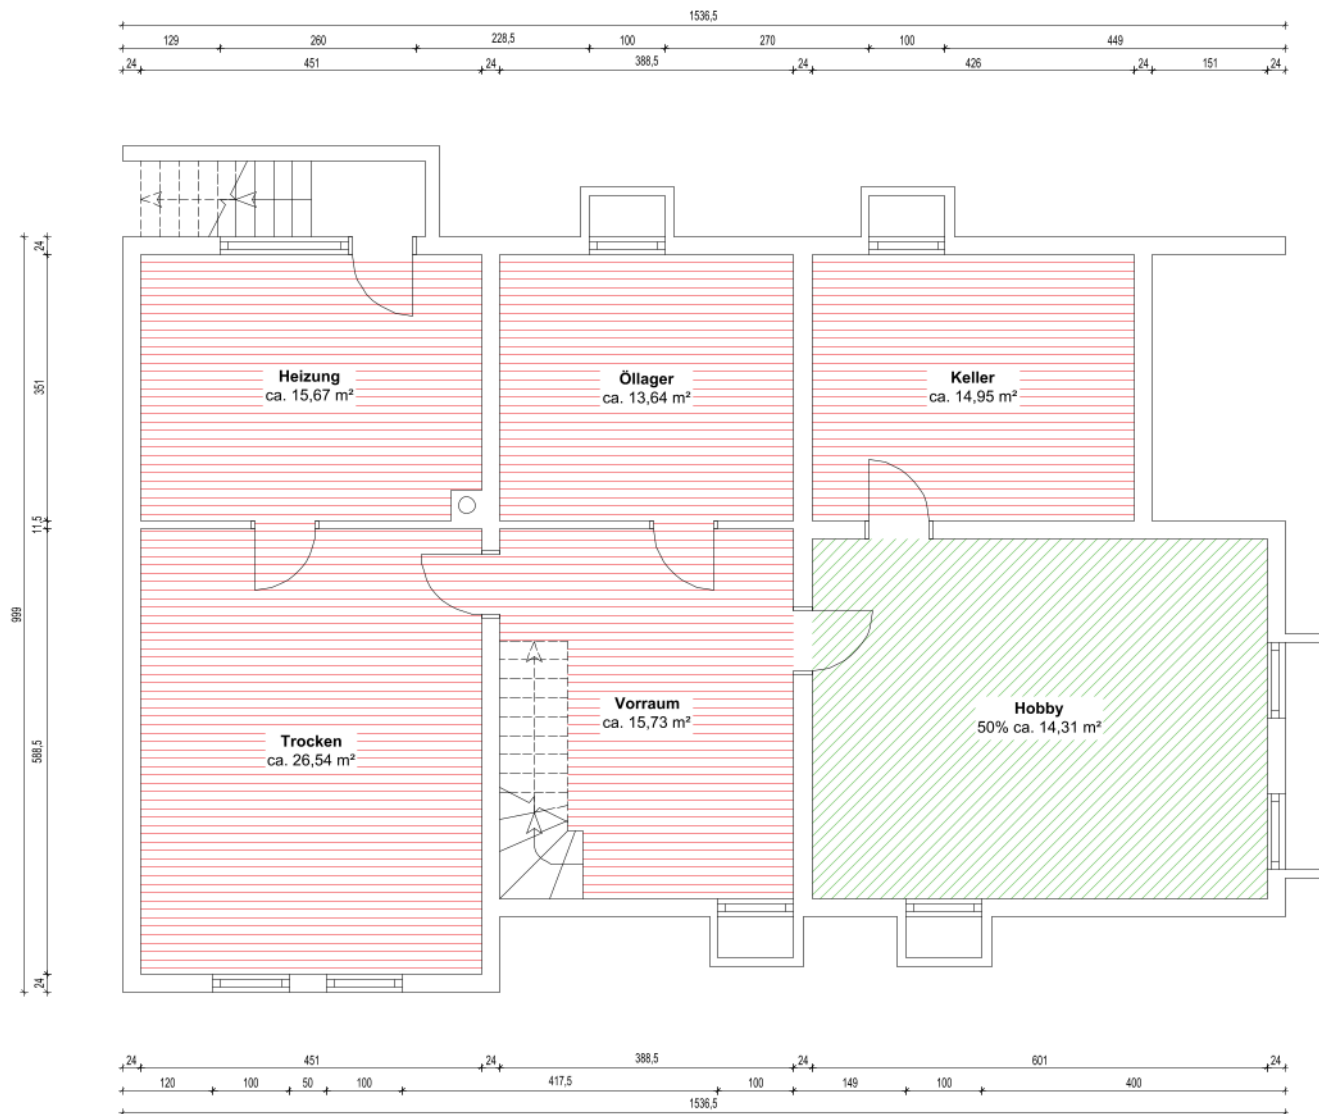 1536,5
129 260 228,5 100 270 100 449
24 451 24 388,5 24 426 24 151 24
24
351
11,5
999
588,5
24
Heizung
ca. 15,67 m²
Öllager
ca. 13,64 m²
Keller
ca. 14,95 m²
Vorraum
ca. 15,73 m²
Hobby
50% ca. 14,31 m²
Trocken
ca. 26,54 m²
24 451 24 388,5 24 601 24
120 100 50 100 417,5 100 149 100 400
1536,5